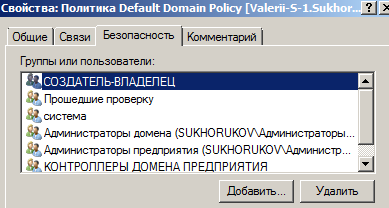 Свойства: Политика Default Domain Policy [Valerii-S-1.Sukhor...
Общие Связи Безопасность Комментарий
Группы или пользователи:
СОЗДАТЕЛЬ-ВЛАДЕЛЕЦ
Прошедшие проверку
система
Администраторы домена (SUKHORUKOV\Администраторы...
Администраторы предприятия (SUKHORUKOV\Админист...
КОНТРОЛЛЕРЫ ДОМЕНА ПРЕДПРИЯТИЯ
Добавить... Удалить